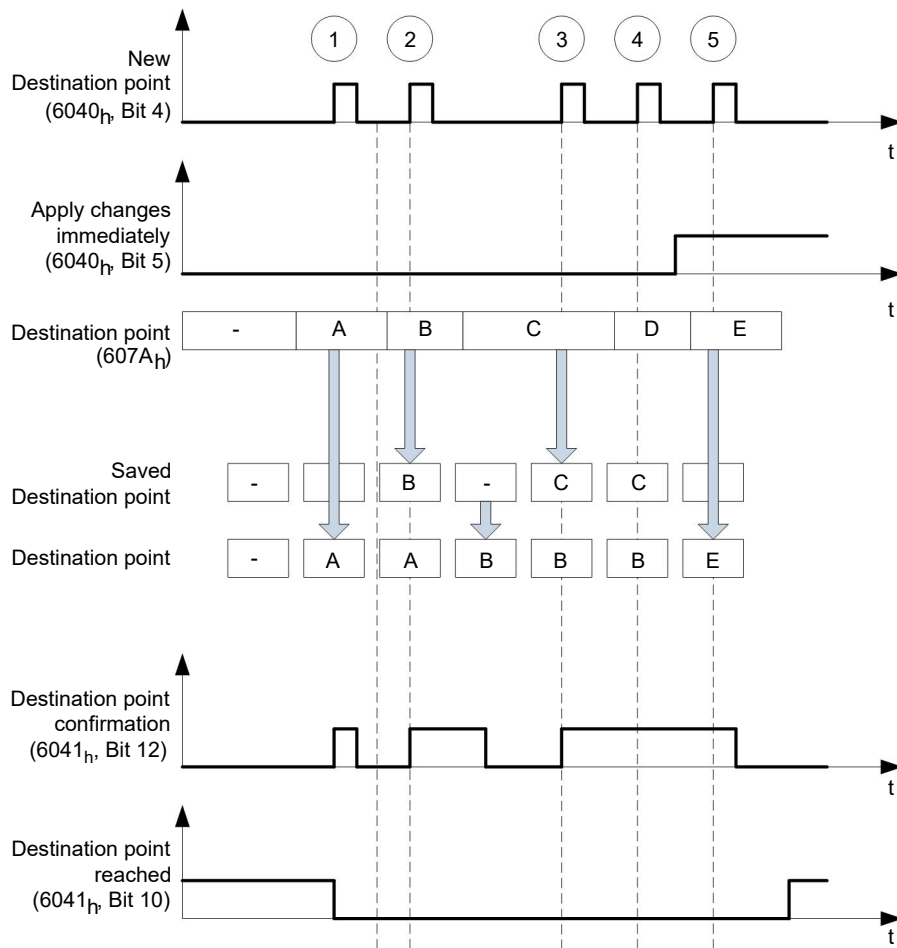 1 2 3 4 5
New
Destination point
(6040h, Bit 4)
t
Apply changes
immediately
(6040h, Bit 5)
t
Destination point
(607Ah)
- A B C D E
Saved
Destination point
- B - C C
Destination point
- A A B B B E
Destination point
confirmation
(6041h, Bit 12)
t
Destination point
reached
(6041h, Bit 10)
t